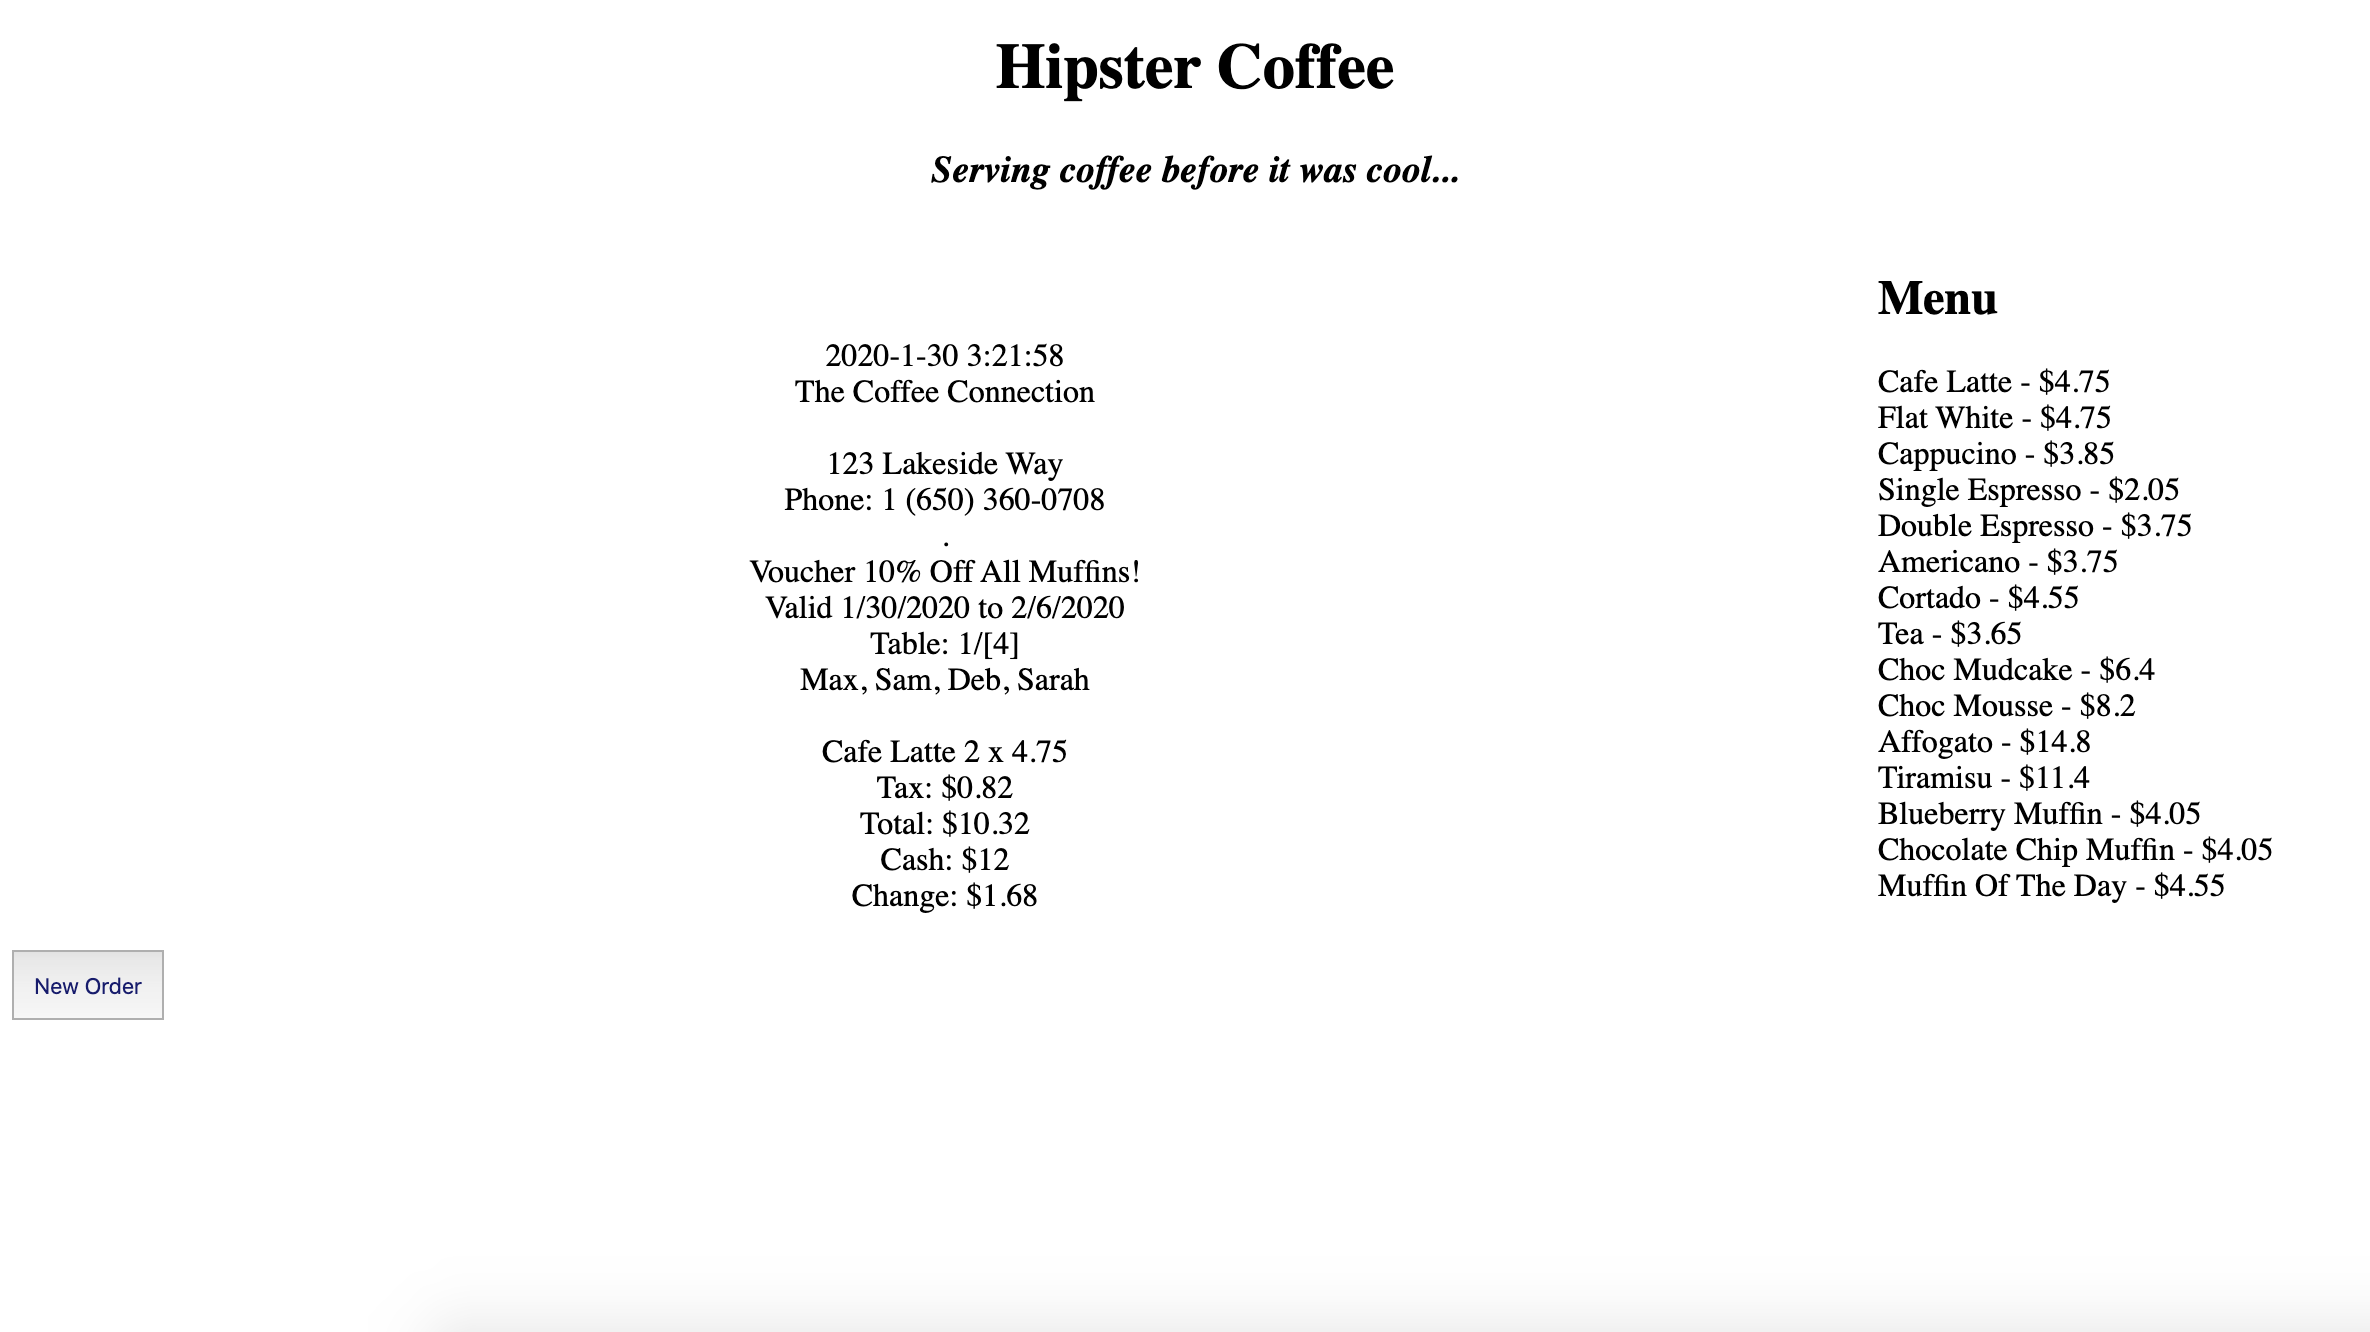 Hipster Coffee
Serving coffee before it was cool...
2020-1-30 3:21:58
The Coffee Connection
123 Lakeside Way
Phone: 1 (650) 360-0708
.
Voucher 10% Off All Muffins!
Valid 1/30/2020 to 2/6/2020
Table: 1/[4]
Max, Sam, Deb, Sarah
Cafe Latte 2 x 4.75
Tax: $0.82
Total: $10.32
Cash: $12
Change: $1.68
Menu
Cafe Latte - $4.75
Flat White - $4.75
Cappucino - $3.85
Single Espresso - $2.05
Double Espresso - $3.75
Americano - $3.75
Cortado - $4.55
Tea - $3.65
Choc Mudcake - $6.4
Choc Mousse - $8.2
Affogato - $14.8
Tiramisu - $11.4
Blueberry Muffin - $4.05
Chocolate Chip Muffin - $4.05
Muffin Of The Day - $4.55
New Order